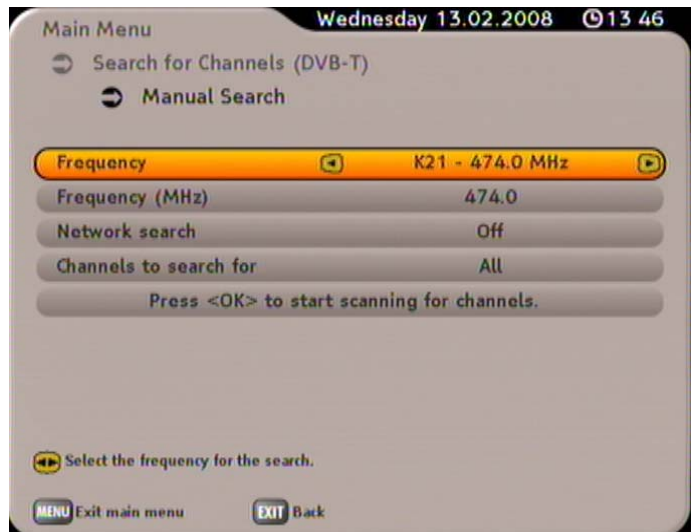 Main Menu
Wednesday 13.02.2008 13 46
Search for Channels (DVB-T)
Manual Search
Frequency K21 - 474.0 MHz
Frequency (MHz) 474.0
Network search Off
Channels to search for All
Press <OK> to start scanning for channels.
Select the frequency for the search.
MENU Exit main menu EXIT Back